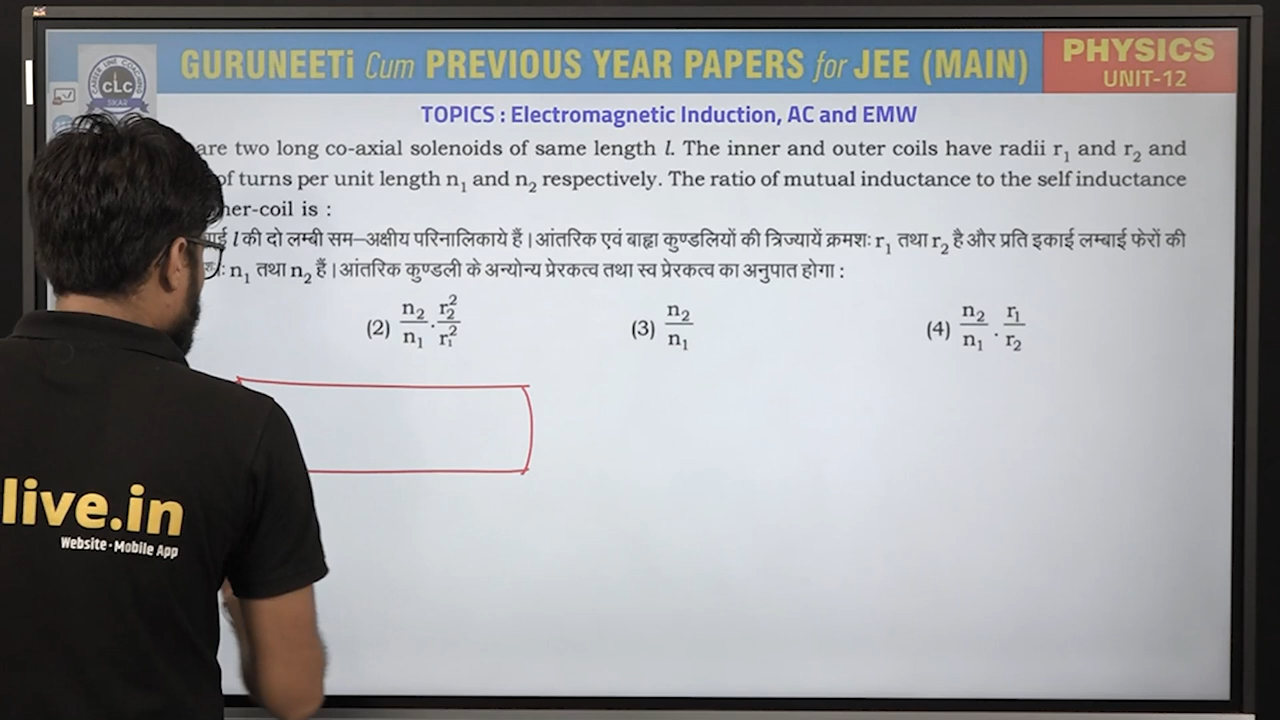 GURUNEETi Cum PREVIOUS YEAR PAPERS for JEE (MAIN)
PHYSICS
UNIT-12
CLC
SIKAR
TOPICS : Electromagnetic Induction, AC and EMW
are two long co-axial solenoids of same length l. The inner and outer coils have radii r₁ and r₂ and
of turns per unit length n₁ and n₂ respectively. The ratio of mutual inductance to the self inductance
ner-coil is :
l की दो लम्बी सम–अक्षीय परिनालिकाये हैं। आंतरिक एवं बाह्य कुण्डलियों की त्रिज्यायें क्रमशः r₁ तथा r₂ है और प्रति इकाई लम्बाई फेरों की
n₁ तथा n₂ हैं। आंतरिक कुण्डली के अन्योन्य प्रेरकत्व तथा स्व प्रेरकत्व का अनुपात होगा :
(2) n₂/n₁ · r₂²/r₁² (3) n₂/n₁ (4) n₂/n₁ · r₁/r₂
live.in
Website · Mobile App